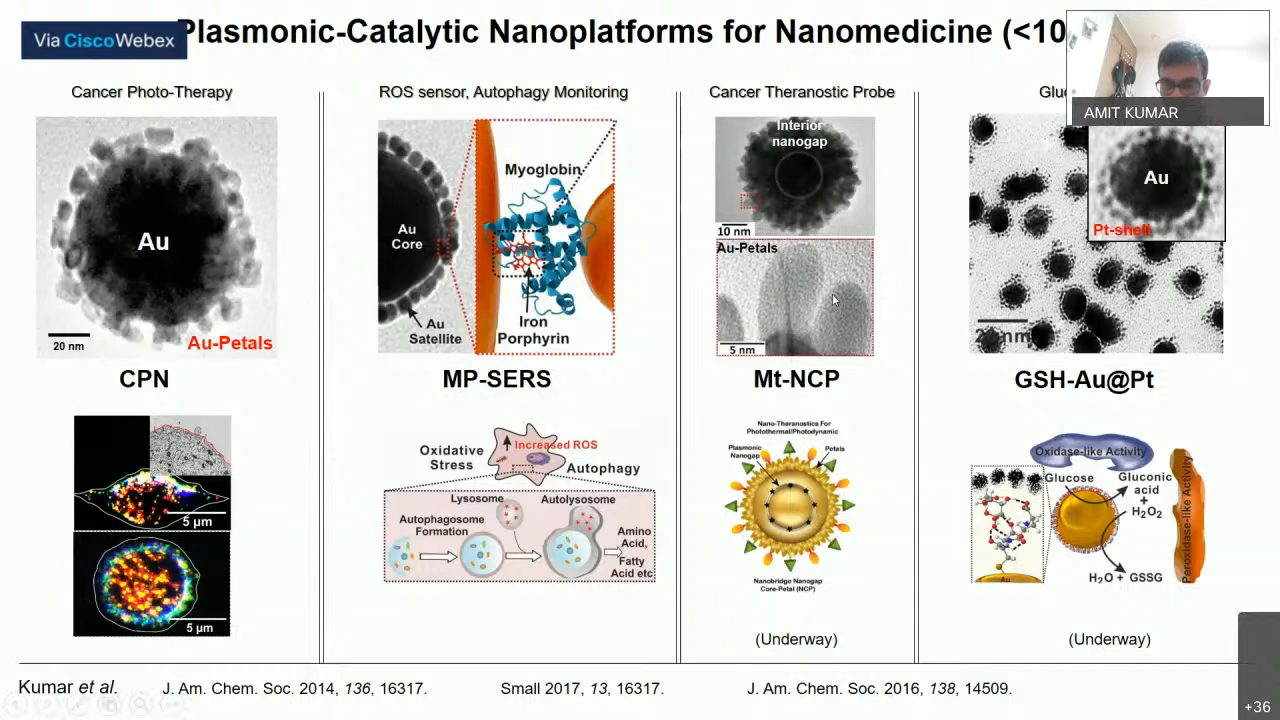 Via Cisco Webex
Plasmonic-Catalytic Nanoplatforms for Nanomedicine (<10
AMIT KUMAR
Cancer Photo-Therapy
Au
20 nm
Au-Petals
CPN
5 µm
5 µm
ROS sensor, Autophagy Monitoring
Myoglobin
Au
Core
Au
Satellite
Iron
Porphyrin
MP-SERS
Oxidative
Stress
Increased ROS
Autophagy
Lysosome
Autolysosome
Autophagosome
Formation
Amino
Acid,
Fatty
Acid etc
Cancer Theranostic Probe
Interior
nanogap
10 nm
Au-Petals
5 nm
Mt-NCP
Nano-Theranostics For
Photothermal/Photodynamic
Plasmonic
Nanogap
Petals
Nanobridge Nanogap
Core-Petal (NCP)
(Underway)
Au
Pt-shell
nm
GSH-Au@Pt
Oxidase-like Activity
Glucose
Gluconic
acid
+
H₂O₂
H₂O + GSSG
Peroxidase-like Activity
Au
(Underway)
Kumar et al.
J. Am. Chem. Soc. 2014, 136, 16317.
Small 2017, 13, 16317.
J. Am. Chem. Soc. 2016, 138, 14509.
+36